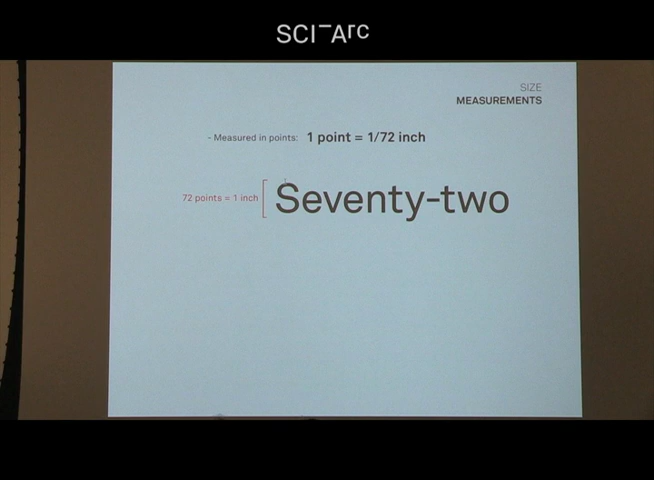 SCI-Arc
SIZE
MEASUREMENTS
- Measured in points: 1 point = 1/72 inch
72 points = 1 inch
Seventy-two